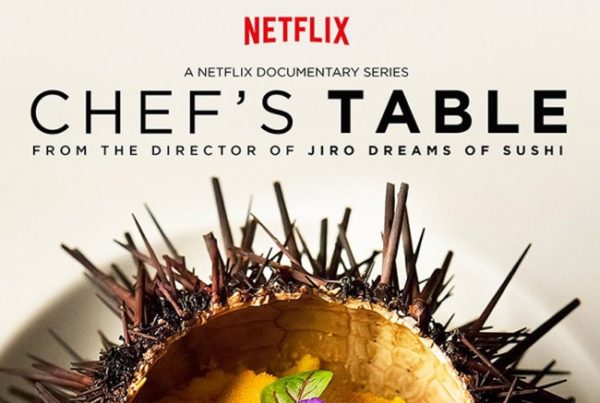 NETFLIX
A NETFLIX DOCUMENTARY SERIES
CHEF'S TABLE
FROM THE DIRECTOR OF JIRO DREAMS OF SUSHI